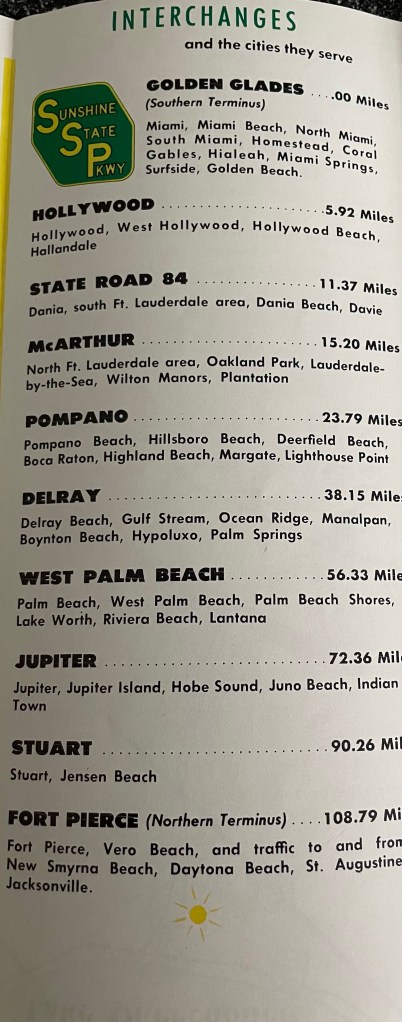 INTERCHANGES
and the cities they serve
SUNSHINE
STATE
PKWY
GOLDEN GLADES ....00 Miles
(Southern Terminus)
Miami, Miami Beach, North Miami,
South Miami, Homestead, Coral
Gables, Hialeah, Miami Springs,
Surfside, Golden Beach.
HOLLYWOOD ........................5.92 Miles
Hollywood, West Hollywood, Hollywood Beach,
Hallandale
STATE ROAD 84 .................11.37 Miles
Dania, south Ft. Lauderdale area, Dania Beach, Davie
McARTHUR .........................15.20 Miles
North Ft. Lauderdale area, Oakland Park, Lauderdale-
by-the-Sea, Wilton Manors, Plantation
POMPANO ..........................23.79 Miles
Pompano Beach, Hillsboro Beach, Deerfield Beach,
Boca Raton, Highland Beach, Margate, Lighthouse Point
DELRAY ..............................38.15 Mile
Delray Beach, Gulf Stream, Ocean Ridge, Manalpan,
Boynton Beach, Hypoluxo, Palm Springs
WEST PALM BEACH ............56.33 Mile
Palm Beach, West Palm Beach, Palm Beach Shores,
Lake Worth, Riviera Beach, Lantana
JUPITER ..............................72.36 Mil
Jupiter, Jupiter Island, Hobe Sound, Juno Beach, Indian
Town
STUART ..............................90.26 Mil
Stuart, Jensen Beach
FORT PIERCE (Northern Terminus) ....108.79 Mi
Fort Pierce, Vero Beach, and traffic to and from
New Smyrna Beach, Daytona Beach, St. Augustine
Jacksonville.